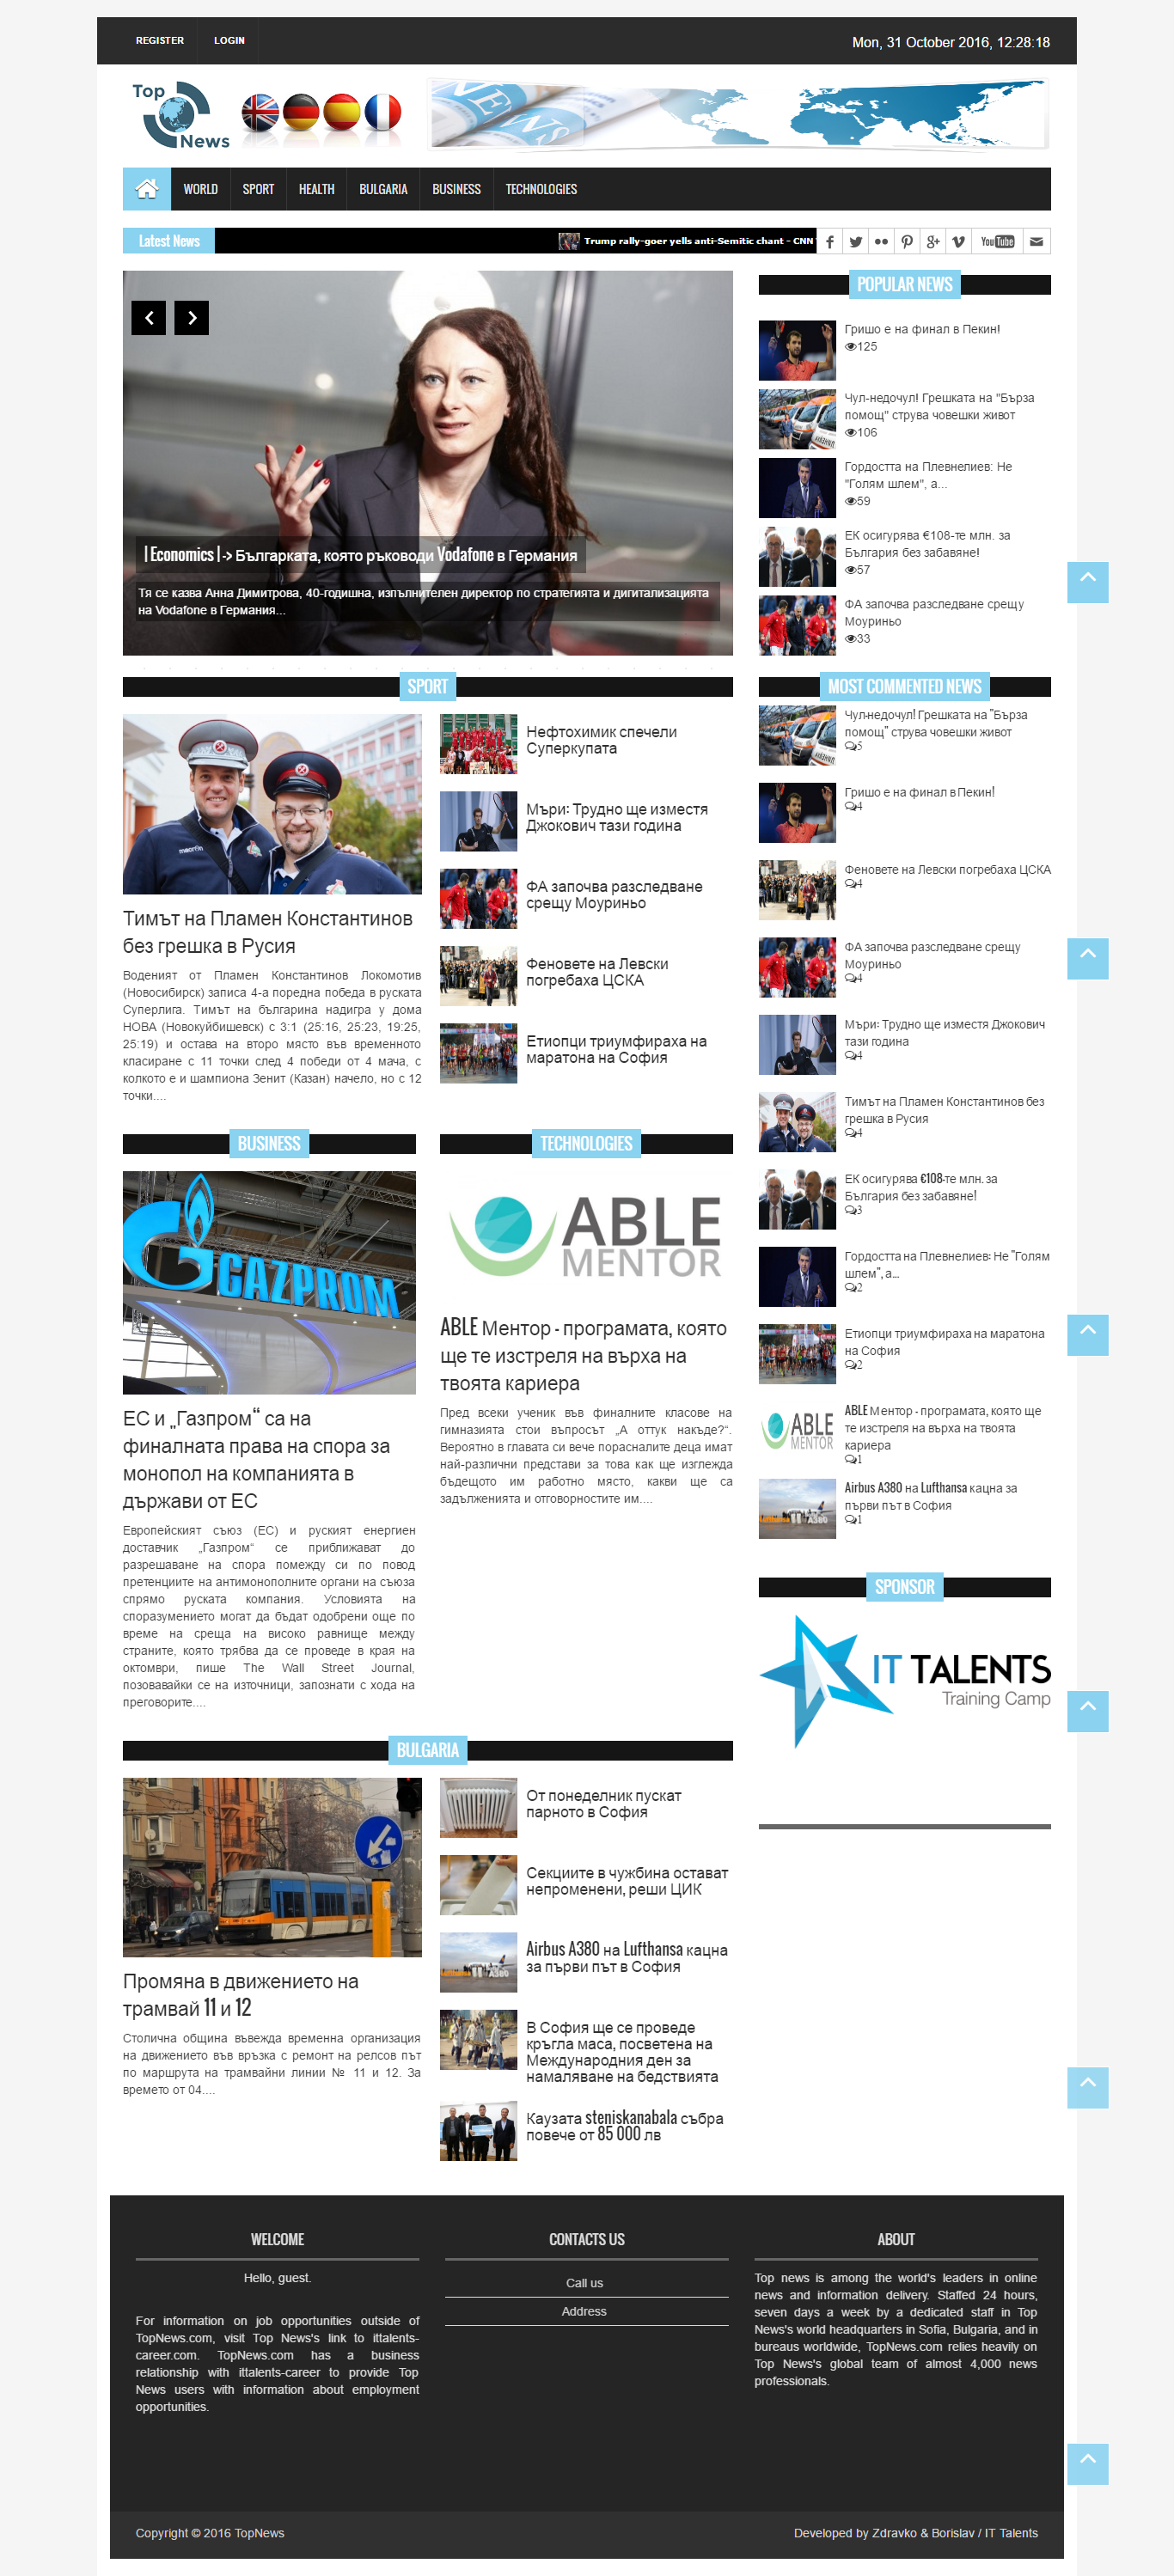 REGISTER LOGIN
Mon, 31 October 2016, 12:28:18
Top
News
NEWS
WORLD SPORT HEALTH BULGARIA BUSINESS TECHNOLOGIES
Latest News
Trump rally-goer yells anti-Semitic chant - CNN
You Tube
| Economics | -> Българката, която ръководи Vodafone в Германия
Тя се казва Анна Димитрова, 40-годишна, изпълнителен директор по стратегията и дигитализацията
на Vodafone в Германия...
POPULAR NEWS
Гришо е на финал в Пекин!
125
Чул-недочул! Грешката на "Бърза
помощ" струва човешки живот
106
Гордостта на Плевнелиев: Не
"Голям шлем", а...
59
ЕК осигурява €108-те млн. за
България без забавяне!
57
ФА започва разследване срещу
Моуриньо
33
SPORT
Тимът на Пламен Константинов
без грешка в Русия
Воденият от Пламен Константинов Локомотив
(Новосибирск) записа 4-а поредна победа в руската
Суперлига. Тимът на българина надигра у дома
НОВА (Новокуйбишевск) с 3:1 (25:16, 25:23, 19:25,
25:19) и остава на второ място във временното
класиране с 11 точки след 4 победи от 4 мача, с
колкото е и шампиона Зенит (Казан) начело, но с 12
точки....
Нефтохимик спечели
Суперкупата
Мъри: Трудно ще изместя
Джокович тази година
ФА започва разследване
срещу Моуриньо
Феновете на Левски
погребаха ЦСКА
Етиопци триумфираха на
маратона на София
MOST COMMENTED NEWS
Чул-недочул! Грешката на "Бърза
помощ" струва човешки живот
5
Гришо е на финал в Пекин!
4
Феновете на Левски погребаха ЦСКА
4
ФА започва разследване срещу
Моуриньо
4
Мъри: Трудно ще изместя Джокович
тази година
4
Тимът на Пламен Константинов без
грешка в Русия
4
ЕК осигурява €108-те млн. за
България без забавяне!
3
Гордостта на Плевнелиев: Не "Голям
шлем", а...
2
Етиопци триумфираха на маратона
на София
2
ABLE Ментор - програмата, която ще
те изстреля на върха на твоята
кариера
1
Airbus A380 на Lufthansa кацна за
първи път в София
1
BUSINESS
GAZPROM
ЕС и „Газпром“ са на
финалната права на спора за
монопол на компанията в
държави от ЕС
Европейският съюз (ЕС) и руският енергиен
доставчик „Газпром“ се приближават до
разрешаване на спора помежду си по повод
претенциите на антимонополните органи на съюза
спрямо руската компания. Условията на
споразумението могат да бъдат одобрени още по
време на среща на високо равнище между
страните, която трябва да се проведе в края на
октомври, пише The Wall Street Journal,
позовавайки се на източници, запознати с хода на
преговорите....
TECHNOLOGIES
ABLE
MENTOR
ABLE Ментор - програмата, която
ще те изстреля на върха на
твоята кариера
Пред всеки ученик във финалните класове на
гимназията стои въпросът „А оттук накъде?“.
Вероятно в главата си вече порасналите деца имат
най-различни представи за това как ще изглежда
бъдещото им работно място, какви ще са
задълженията и отговорностите им....
SPONSOR
IT TALENTS
Training Camp
BULGARIA
Промяна в движението на
трамвай 11 и 12
Столична община въвежда временна организация
на движението във връзка с ремонт на релсов път
по маршрута на трамвайни линии № 11 и 12. За
времето от 04....
От понеделник пускат
парното в София
Секциите в чужбина остават
непроменени, реши ЦИК
Airbus A380 на Lufthansa кацна
за първи път в София
В София ще се проведе
кръгла маса, посветена на
Международния ден за
намаляване на бедствията
Каузата steniskanabala събра
повече от 85 000 лв
WELCOME
Hello, guest.
For information on job opportunities outside of
TopNews.com, visit Top News's link to ittalents-
career.com. TopNews.com has a business
relationship with ittalents-career to provide Top
News users with information about employment
opportunities.
CONTACTS US
Call us
Address
ABOUT
Top news is among the world's leaders in online
news and information delivery. Staffed 24 hours,
seven days a week by a dedicated staff in Top
News's world headquarters in Sofia, Bulgaria, and in
bureaus worldwide, TopNews.com relies heavily on
Top News's global team of almost 4,000 news
professionals.
Copyright © 2016 TopNews
Developed by Zdravko & Borislav / IT Talents